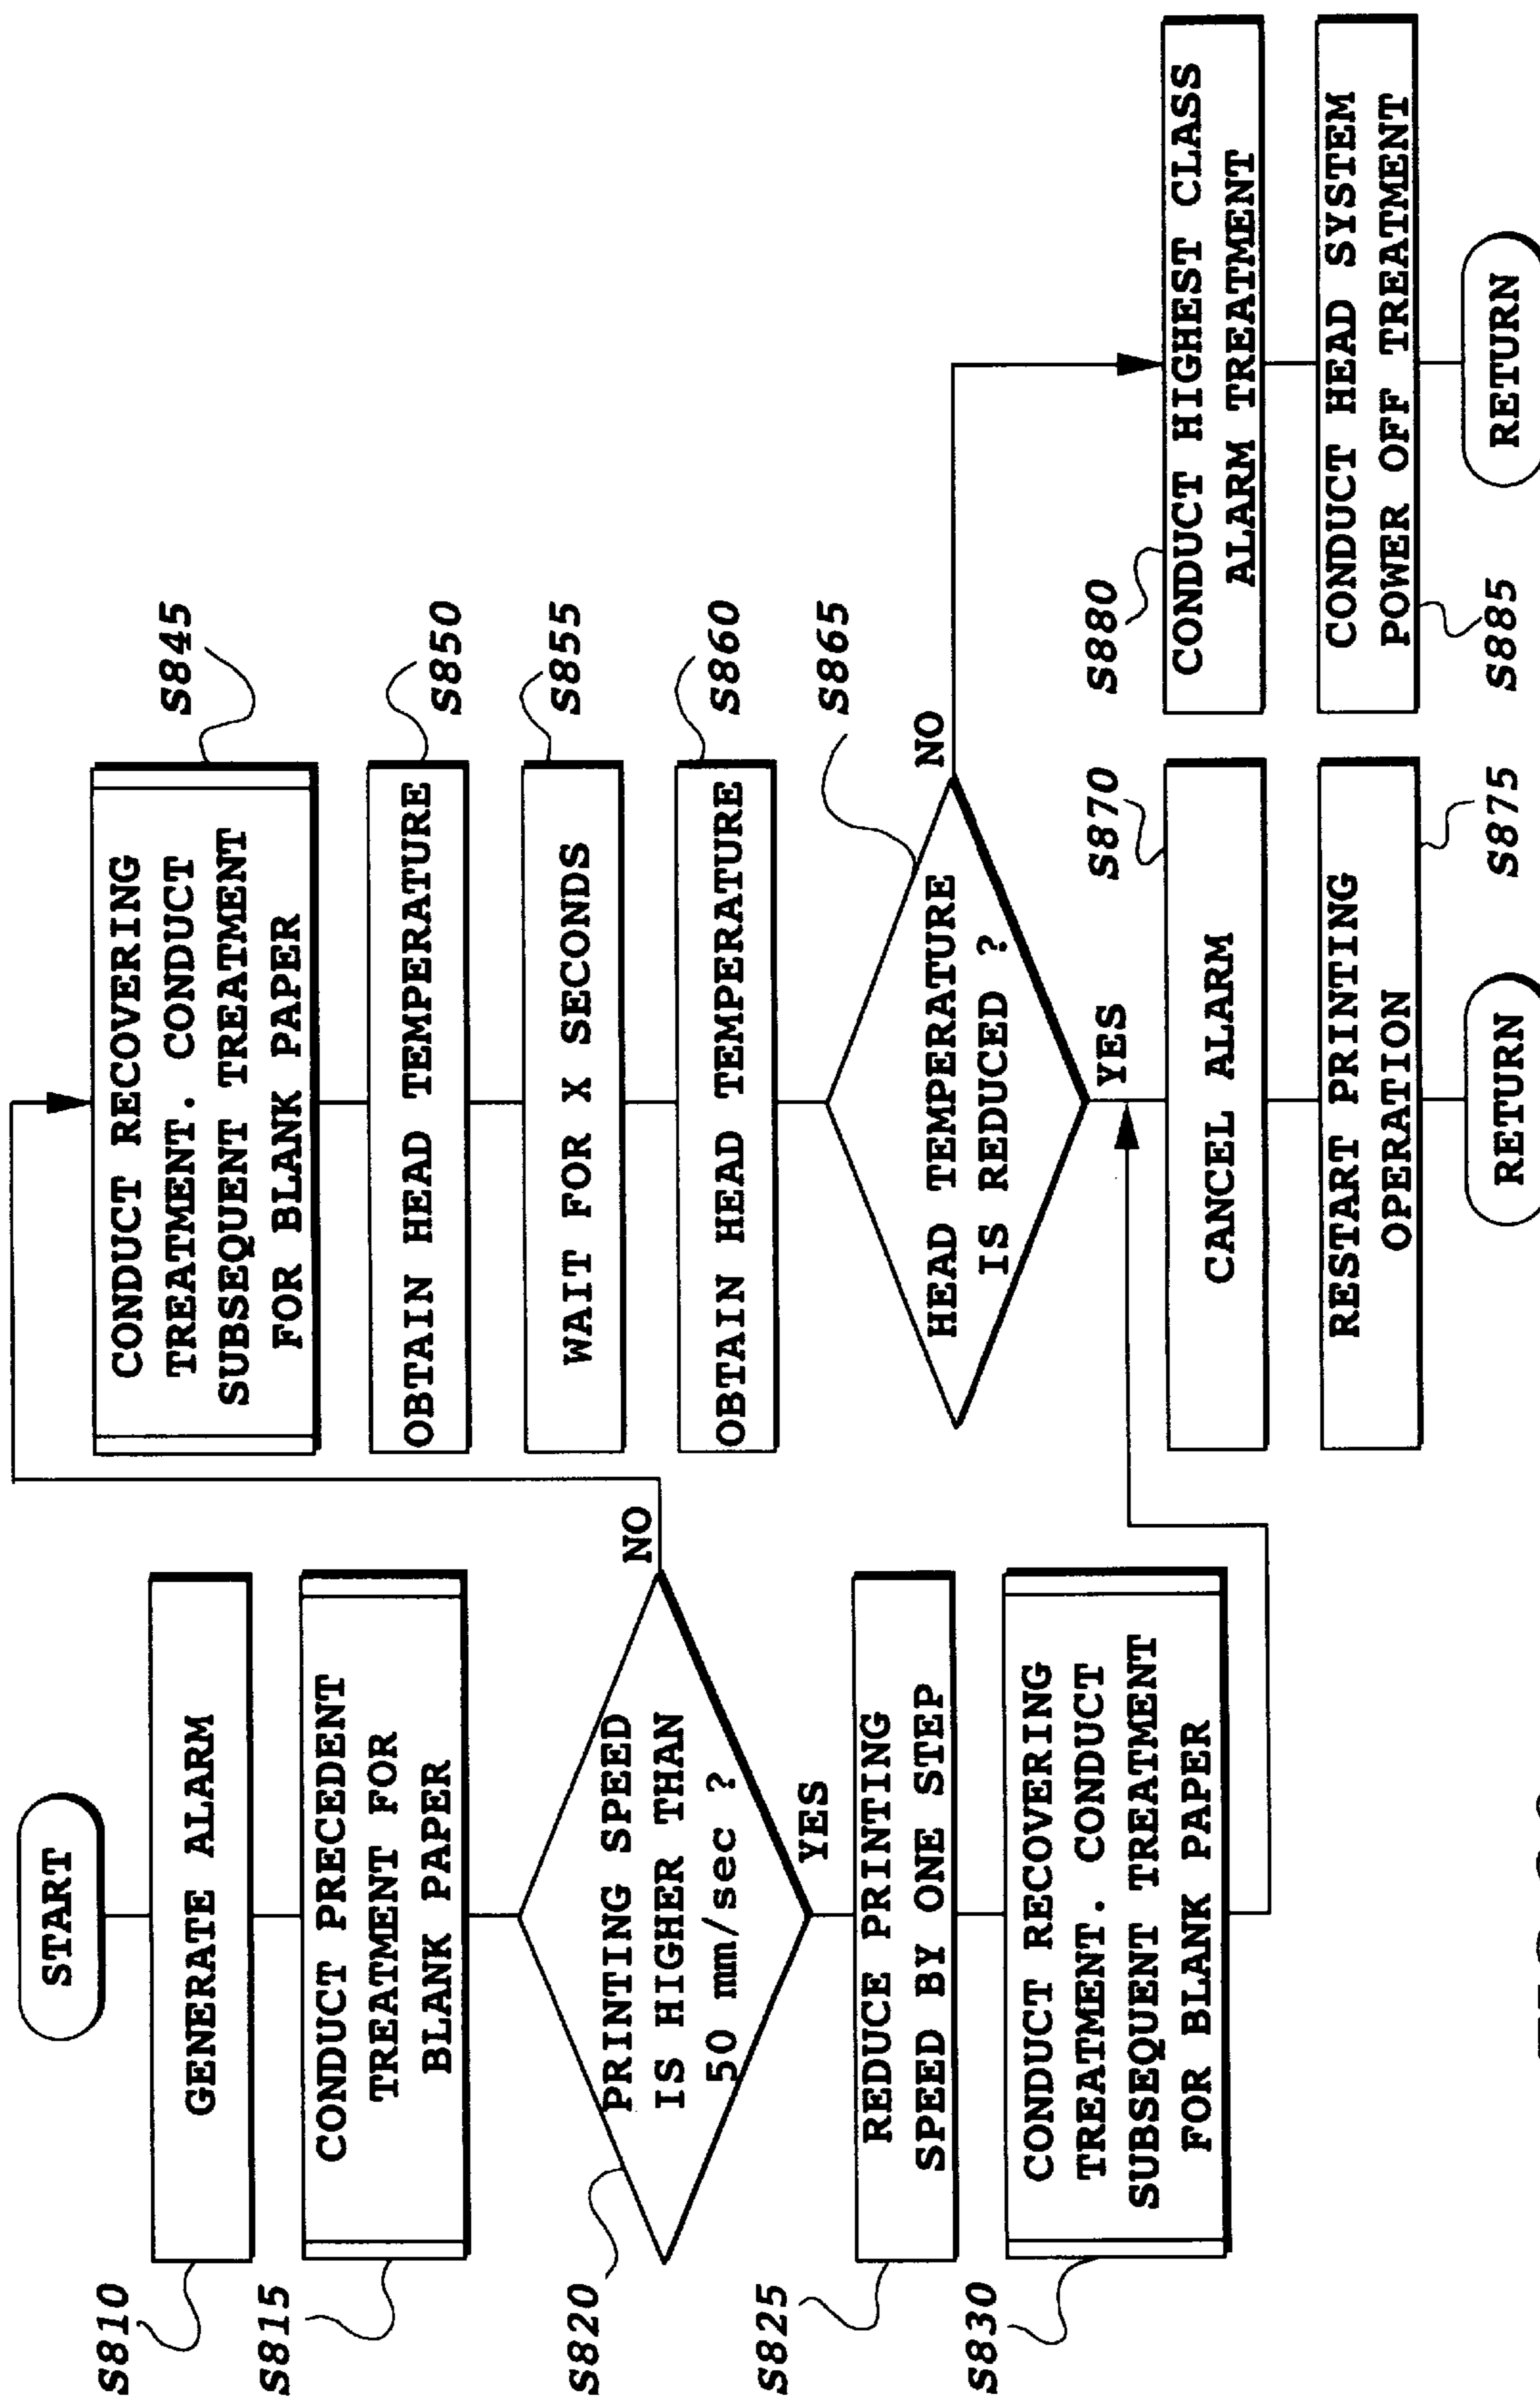 START
S810
GENERATE ALARM
S815
CONDUCT PRECEDENT
TREATMENT FOR
BLANK PAPER
S820
PRINTING SPEED
IS HIGHER THAN
50 mm/sec ?
NO
YES
S825
REDUCE PRINTING
SPEED BY ONE STEP
S830
CONDUCT RECOVERING
TREATMENT. CONDUCT
SUBSEQUENT TREATMENT
FOR BLANK PAPER
CONDUCT RECOVERING
TREATMENT. CONDUCT
SUBSEQUENT TREATMENT
FOR BLANK PAPER
S845
OBTAIN HEAD TEMPERATURE
S850
WAIT FOR X SECONDS
S855
OBTAIN HEAD TEMPERATURE
S860
HEAD TEMPERATURE
IS REDUCED ?
S865
NO
YES
S870
CANCEL ALARM
RESTART PRINTING
OPERATION
S875
RETURN
S880
CONDUCT HIGHEST CLASS
ALARM TREATMENT
CONDUCT HEAD SYSTEM
POWER OFF TREATMENT
S885
RETURN